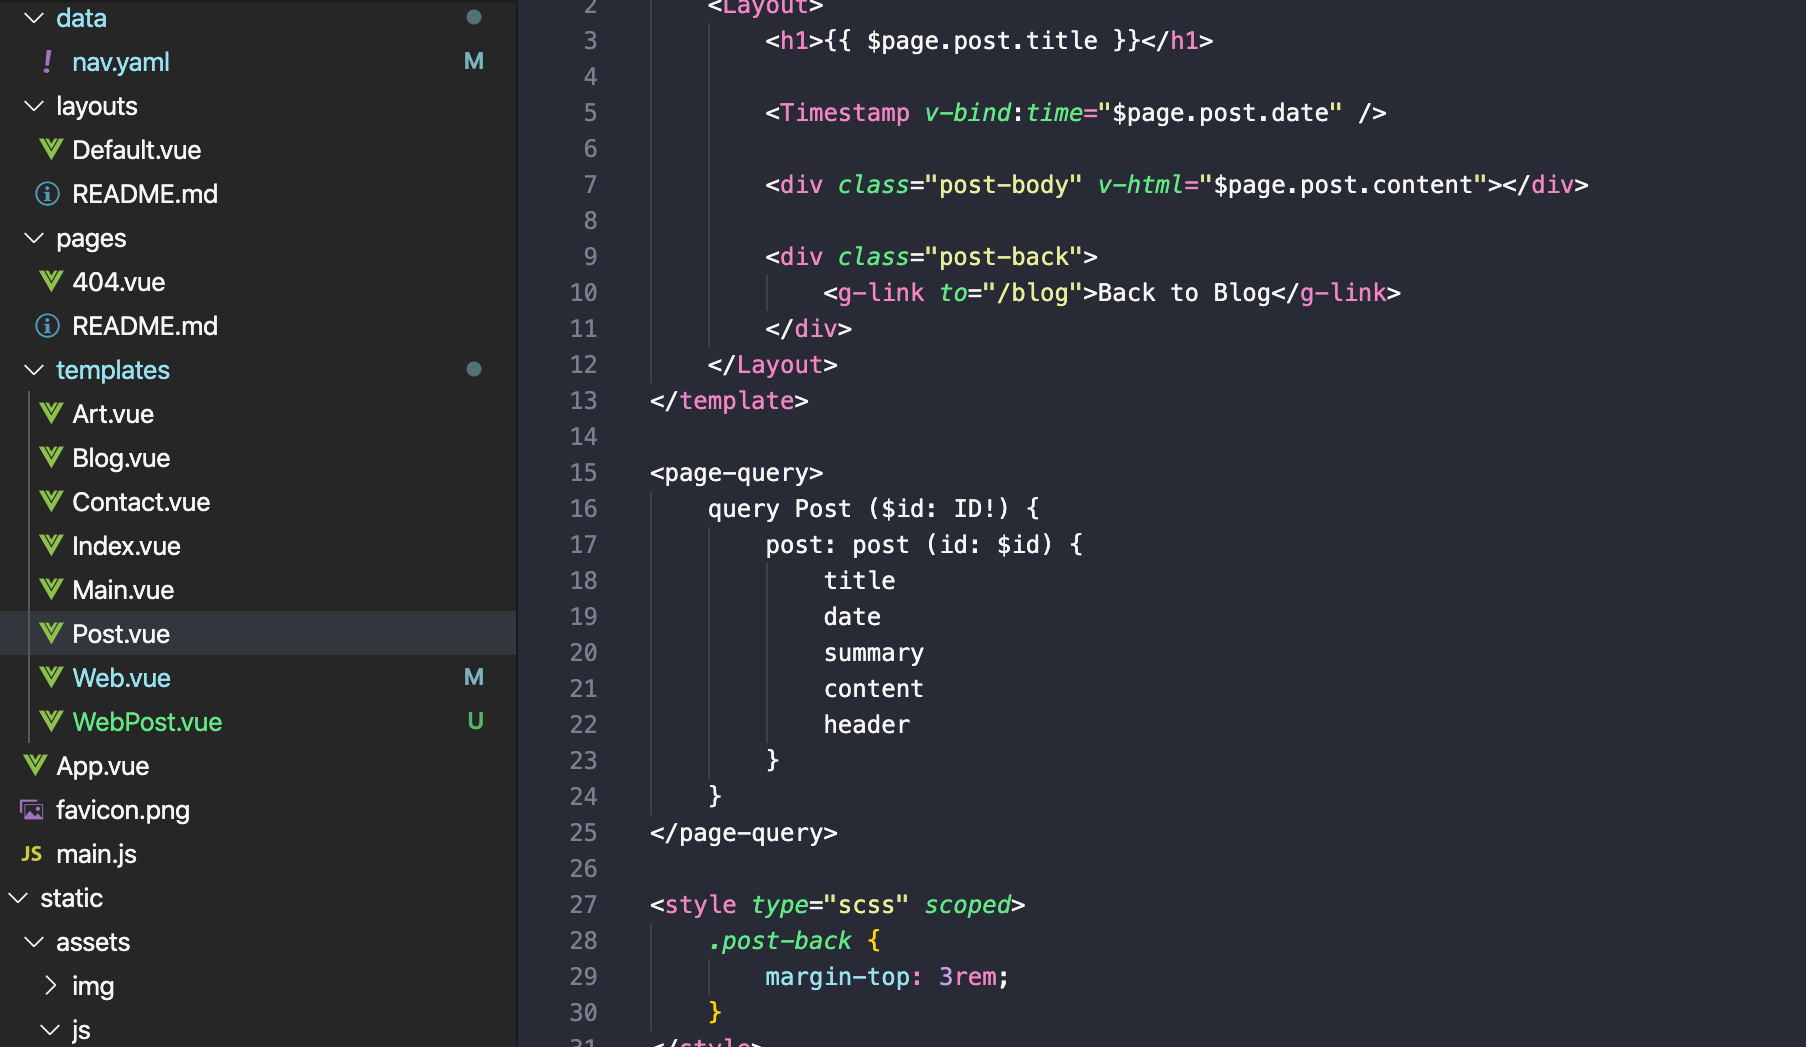 data
nav.yaml M
layouts
Default.vue
README.md
pages
404.vue
README.md
templates
Art.vue
Blog.vue
Contact.vue
Index.vue
Main.vue
Post.vue
Web.vue M
WebPost.vue U
App.vue
favicon.png
JS main.js
static
assets
img
js
2 <Layout>
3 <h1>{{ $page.post.title }}</h1>
4
5 <Timestamp v-bind:time="$page.post.date" />
6
7 <div class="post-body" v-html="$page.post.content"></div>
8
9 <div class="post-back">
10 <g-link to="/blog">Back to Blog</g-link>
11 </div>
12 </Layout>
13 </template>
14
15 <page-query>
16 query Post ($id: ID!) {
17 post: post (id: $id) {
18 title
19 date
20 summary
21 content
22 header
23 }
24 }
25 </page-query>
26
27 <style type="scss" scoped>
28 .post-back {
29 margin-top: 3rem;
30 }
31 </style>